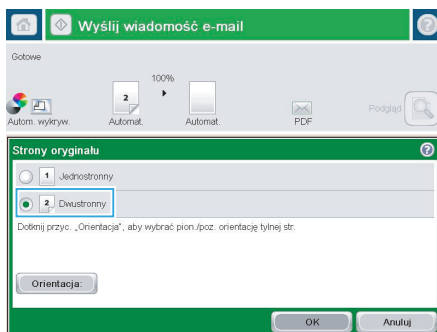 Wyślij wiadomość e-mail
Gotowe
100%
2
Autom. wykryw.
Automat.
Automat.
PDF
Podgląd
Strony oryginału
1 Jednostronny
2 Dwustronny
Dotknij przyc. „Orientacja”, aby wybrać pion./poz. orientację tylnej str.
Orientacja:
OK
Anuluj